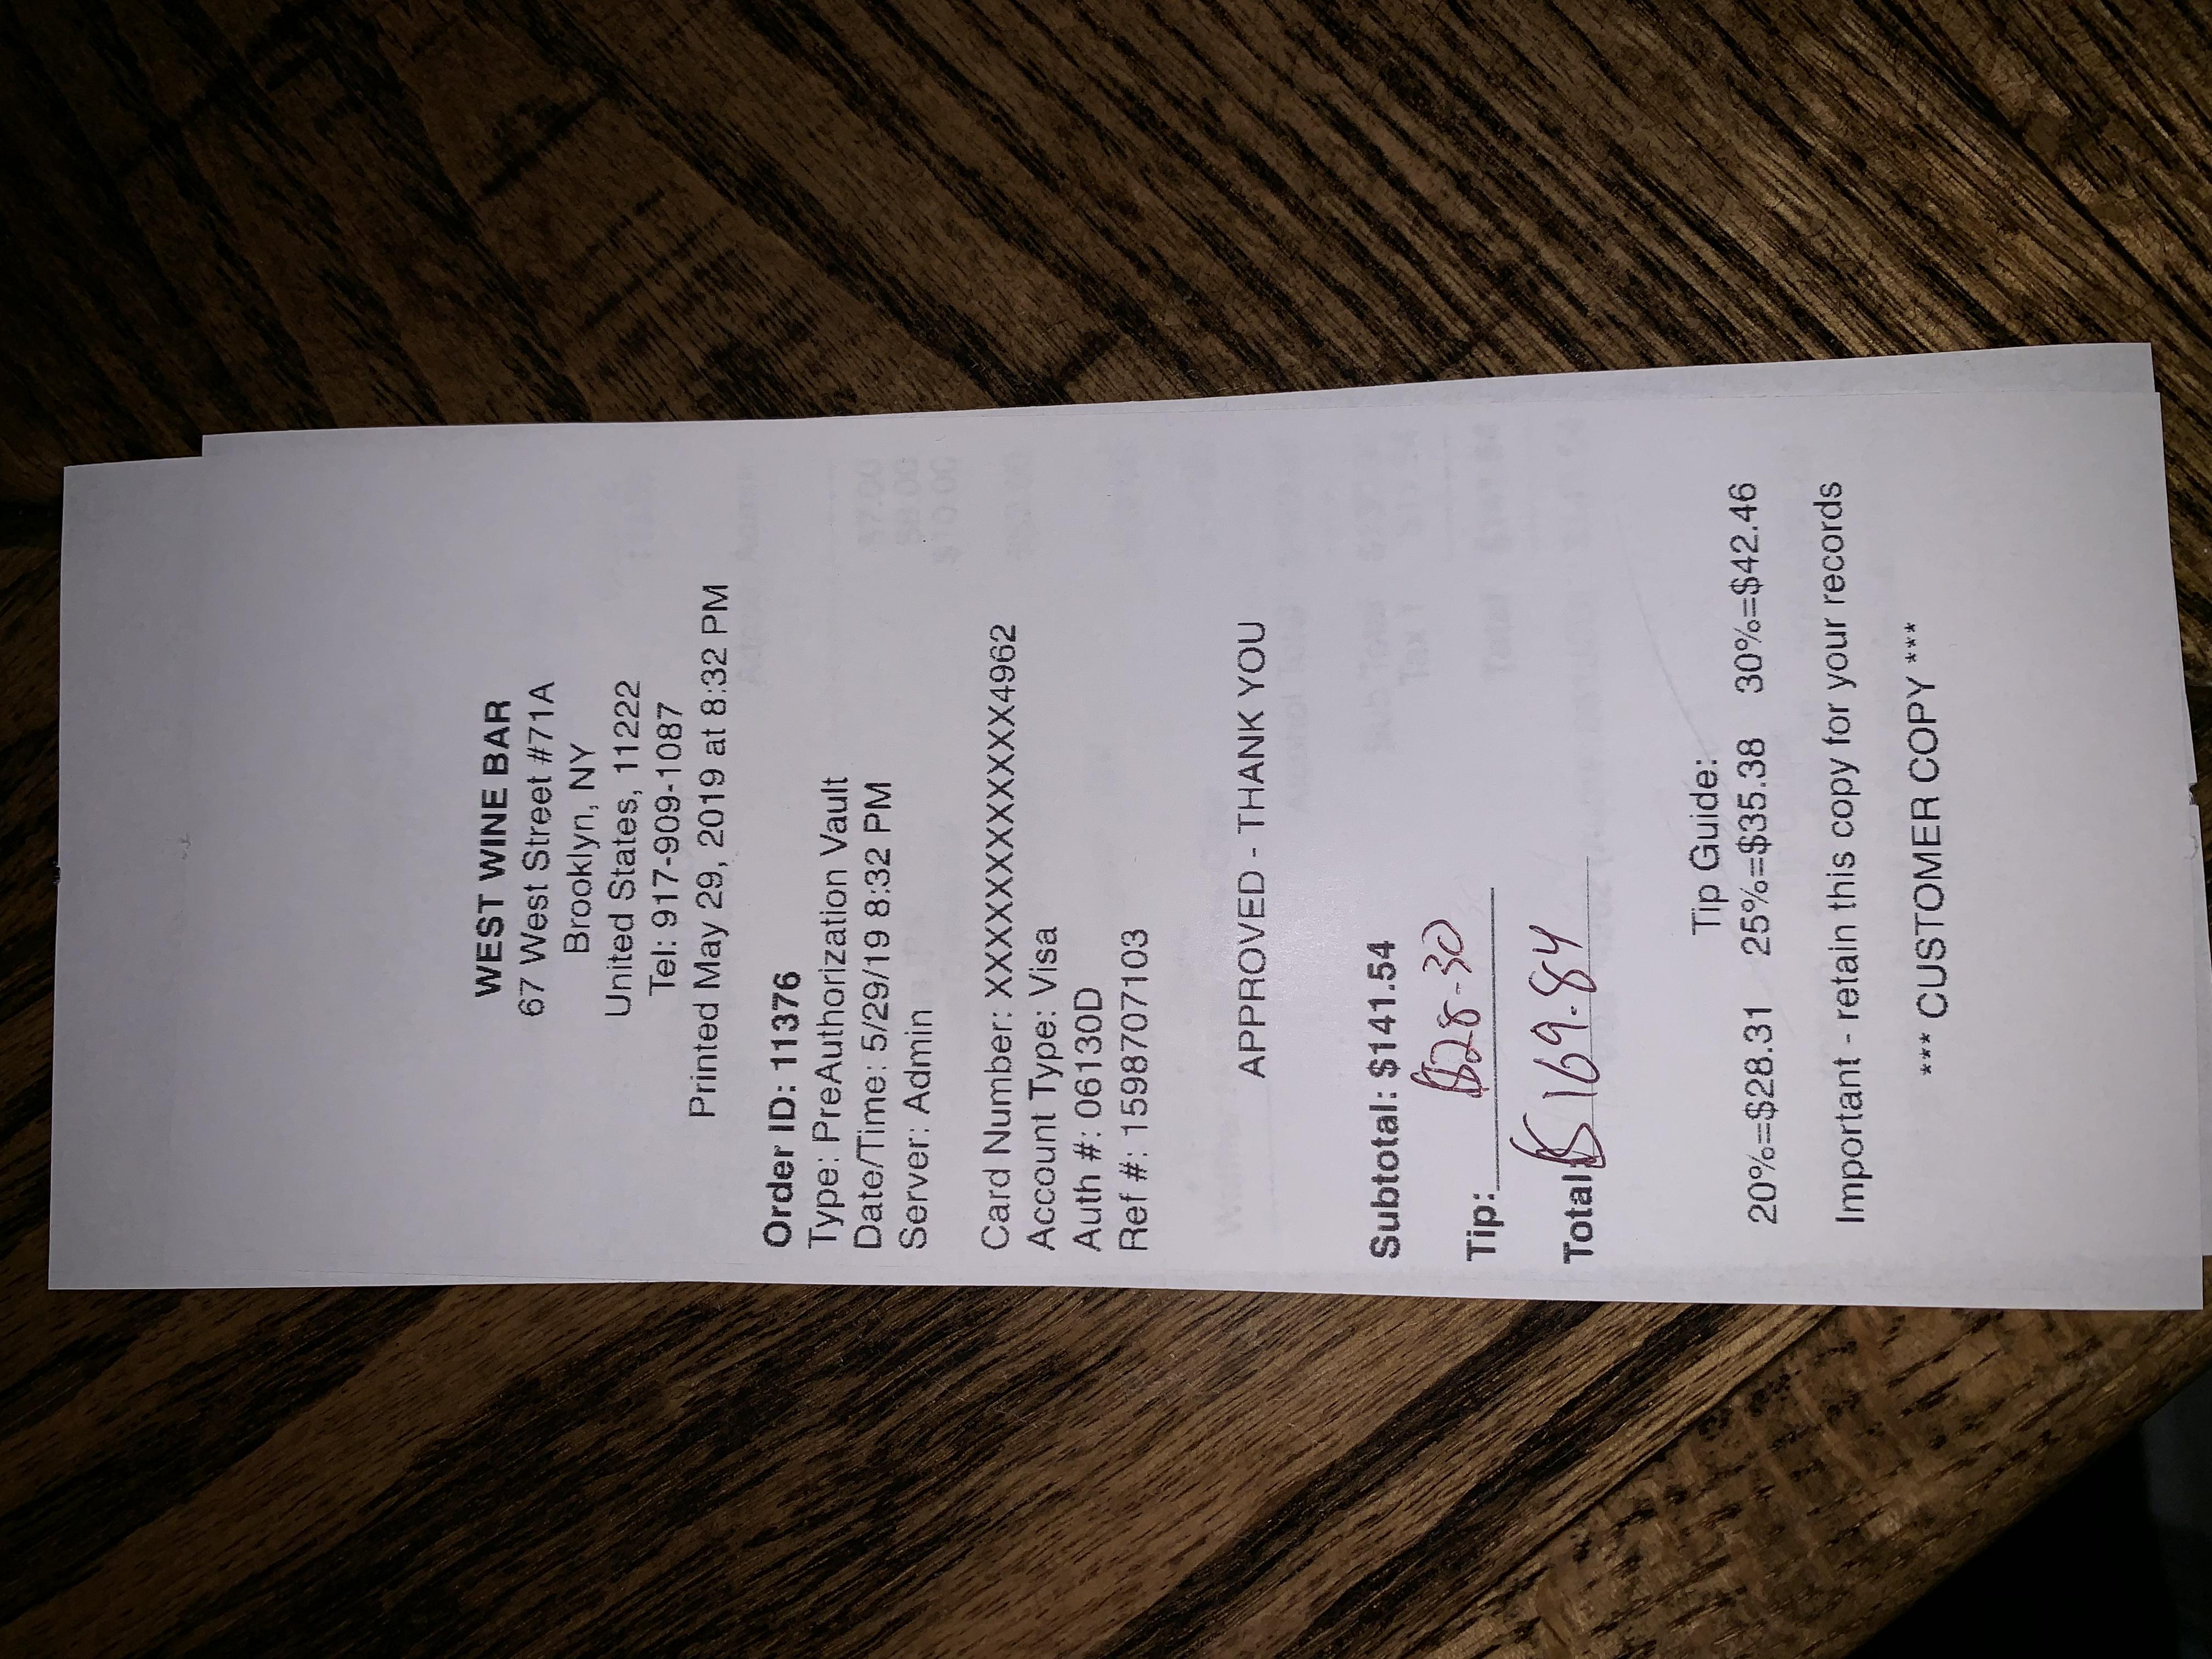 WEST WINE BAR
67 West Street #71A
Brooklyn, NY
United States, 11222
Tel: 917-909-1087
Printed May 29, 2019 at 8:32 PM
Order ID: 11376
Type: PreAuthorization Vault
Date/Time: 5/29/19 8:32 PM
Server: Admin
Card Number: XXXXXXXXXXXXXXX4962
Account Type: Visa
Auth #: 06130D
Ref #: 1598707103
APPROVED - THANK YOU
Subtotal: $141.54
Tip: $28.30
Total $169.84
Tip Guide:
20%=$28.31 25%=$35.38 30%=$42.46
Important - retain this copy for your records
*** CUSTOMER COPY ***